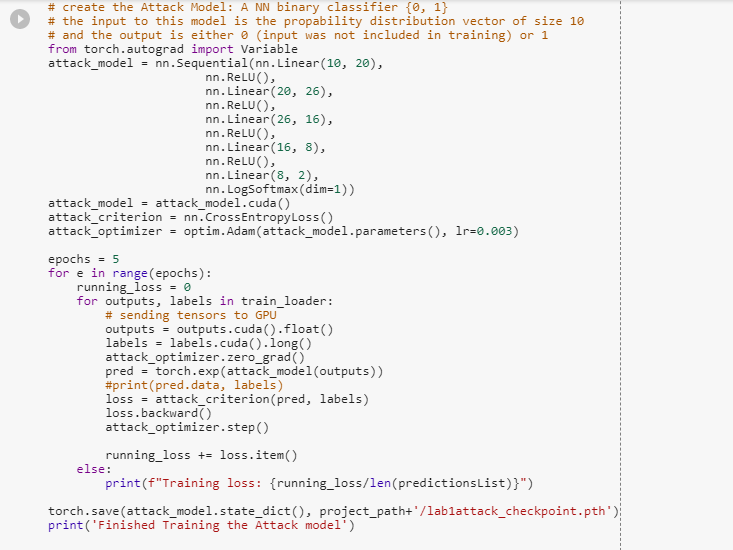 # create the Attack Model: A NN binary classifier {0, 1}
# the input to this model is the propability distribution vector of size 10
# and the output is either 0 (input was not included in training) or 1
from torch.autograd import Variable
attack_model = nn.Sequential(nn.Linear(10, 20),
                      nn.ReLU(),
                      nn.Linear(20, 26),
                      nn.ReLU(),
                      nn.Linear(26, 16),
                      nn.ReLU(),
                      nn.Linear(16, 8),
                      nn.ReLU(),
                      nn.Linear(8, 2),
                      nn.LogSoftmax(dim=1))
attack_model = attack_model.cuda()
attack_criterion = nn.CrossEntropyLoss()
attack_optimizer = optim.Adam(attack_model.parameters(), lr=0.003)

epochs = 5
for e in range(epochs):
    running_loss = 0
    for outputs, labels in train_loader:
        # sending tensors to GPU
        outputs = outputs.cuda().float()
        labels = labels.cuda().long()
        attack_optimizer.zero_grad()
        pred = torch.exp(attack_model(outputs))
        #print(pred.data, labels)
        loss = attack_criterion(pred, labels)
        loss.backward()
        attack_optimizer.step()

        running_loss += loss.item()
    else:
        print(f"Training loss: {running_loss/len(predictionsList)}")

torch.save(attack_model.state_dict(), project_path+'/lab1attack_checkpoint.pth')
print('Finished Training the Attack model')